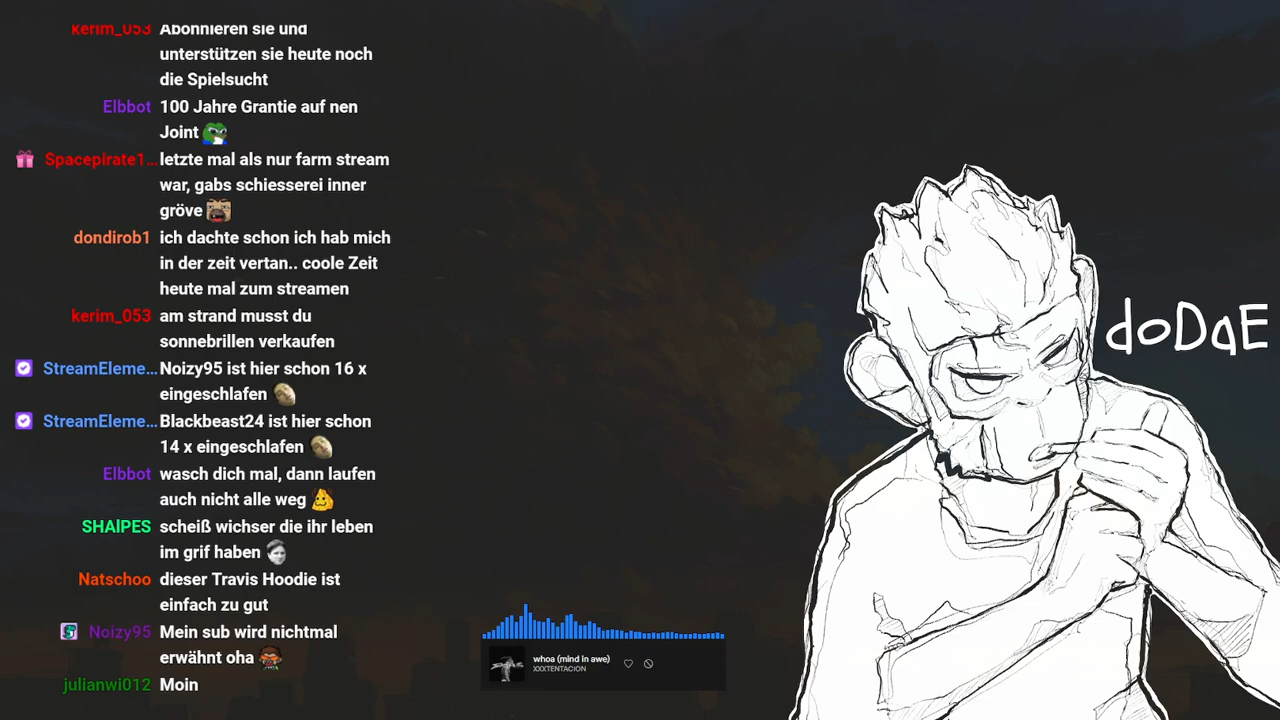 kerim_053 Abonnieren sie und
unterstützen sie heute noch
die Spielsucht
Elbbot 100 Jahre Grantie auf nen
Joint
Spacepirate1... letzte mal als nur farm stream
war, gabs schiesserei inner
gröve
dondirob1 ich dachte schon ich hab mich
in der zeit vertan.. coole Zeit
heute mal zum streamen
kerim_053 am strand musst du
sonnebrillen verkaufen
StreamEleme... Noizy95 ist hier schon 16 x
eingeschlafen
StreamEleme... Blackbeast24 ist hier schon
14 x eingeschlafen
Elbbot wasch dich mal, dann laufen
auch nicht alle weg
SHAIPES scheiß wichser die ihr leben
im grif haben
Natschoo dieser Travis Hoodie ist
einfach zu gut
Noizy95 Mein sub wird nichtmal
erwähnt oha
julianwi012 Moin
whoa (mind in awe)
XXXTENTACION
doDaE